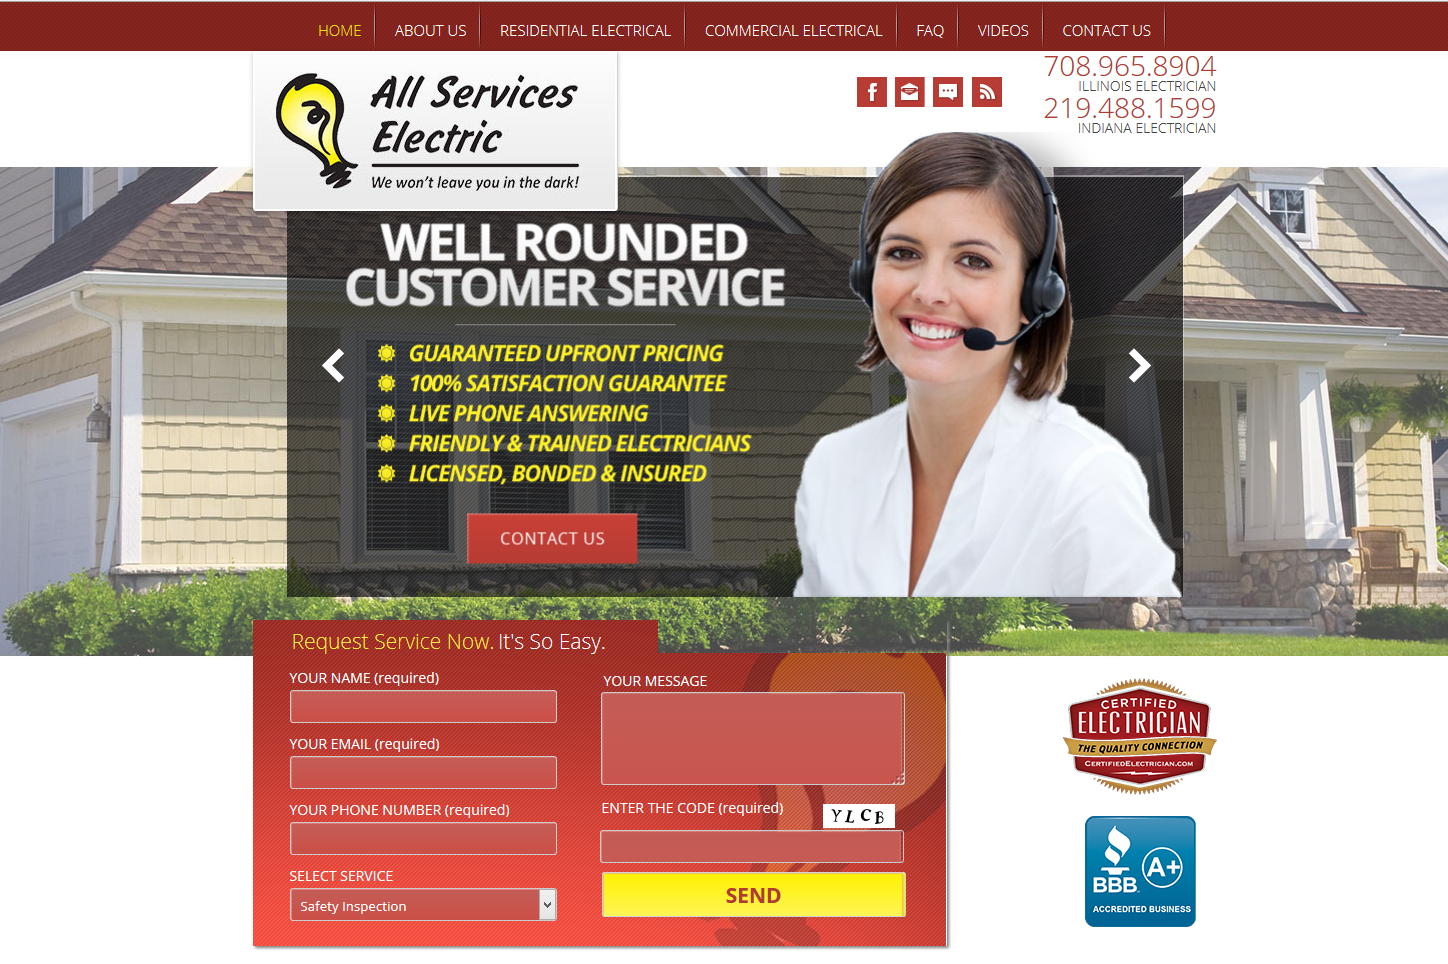 HOME
ABOUT US
RESIDENTIAL ELECTRICAL
COMMERCIAL ELECTRICAL
FAQ
VIDEOS
CONTACT US
All Services
Electric
We won't leave you in the dark!
708.965.8904
ILLINOIS ELECTRICIAN
219.488.1599
INDIANA ELECTRICIAN
WELL ROUNDED
CUSTOMER SERVICE
GUARANTEED UPFRONT PRICING
100% SATISFACTION GUARANTEE
LIVE PHONE ANSWERING
FRIENDLY & TRAINED ELECTRICIANS
LICENSED, BONDED & INSURED
CONTACT US
Request Service Now. It's So Easy.
YOUR NAME (required)
YOUR EMAIL (required)
YOUR PHONE NUMBER (required)
SELECT SERVICE
Safety Inspection
YOUR MESSAGE
ENTER THE CODE (required)
YLCB
SEND
CERTIFIED
ELECTRICIAN
THE QUALITY CONNECTION
CERTIFIEDELECTRICIAN.COM
BBB.
A+
ACCREDITED BUSINESS